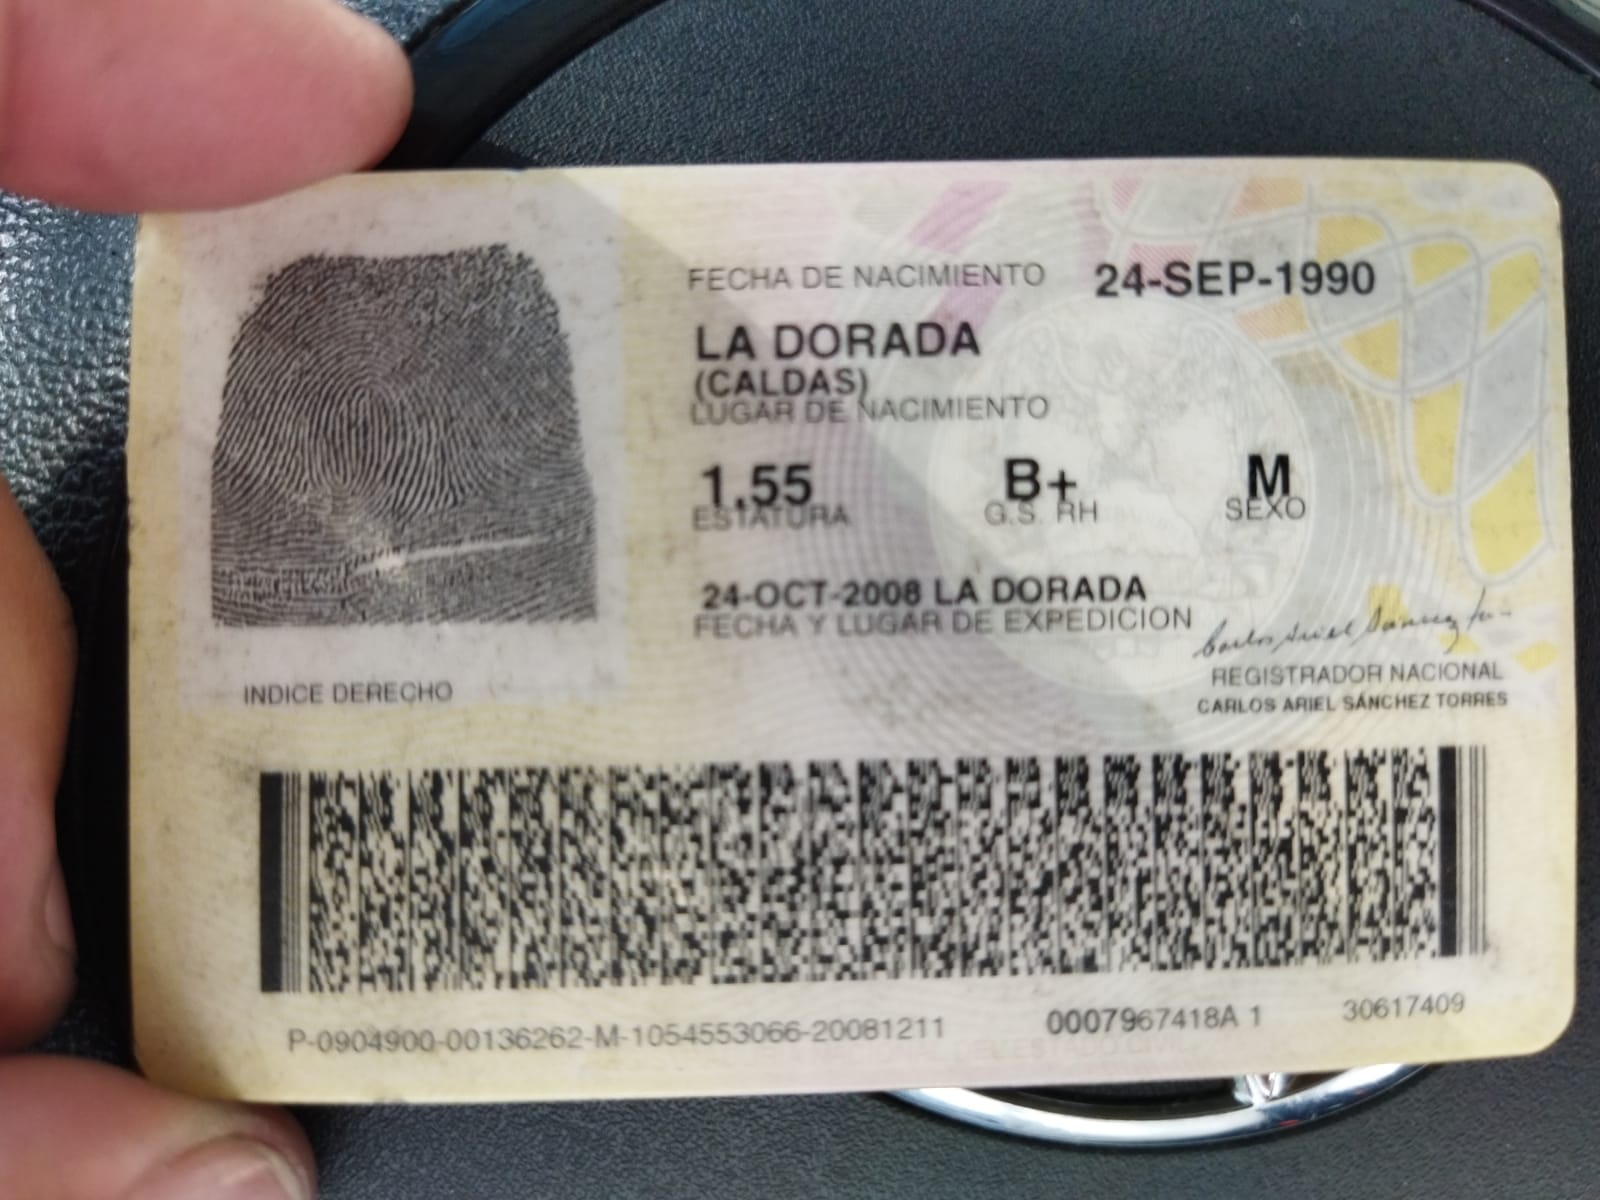 FECHA DE NACIMIENTO 24-SEP-1990
LA DORADA
(CALDAS)
LUGAR DE NACIMIENTO
1.55 B+ M
ESTATURA G.S. RH SEXO
24-OCT-2008 LA DORADA
FECHA Y LUGAR DE EXPEDICION
INDICE DERECHO
REGISTRADOR NACIONAL
CARLOS ARIEL SÁNCHEZ TORRES
P-0904900-00136262-M-1054553066-20081211 0007967418A 1 30617409